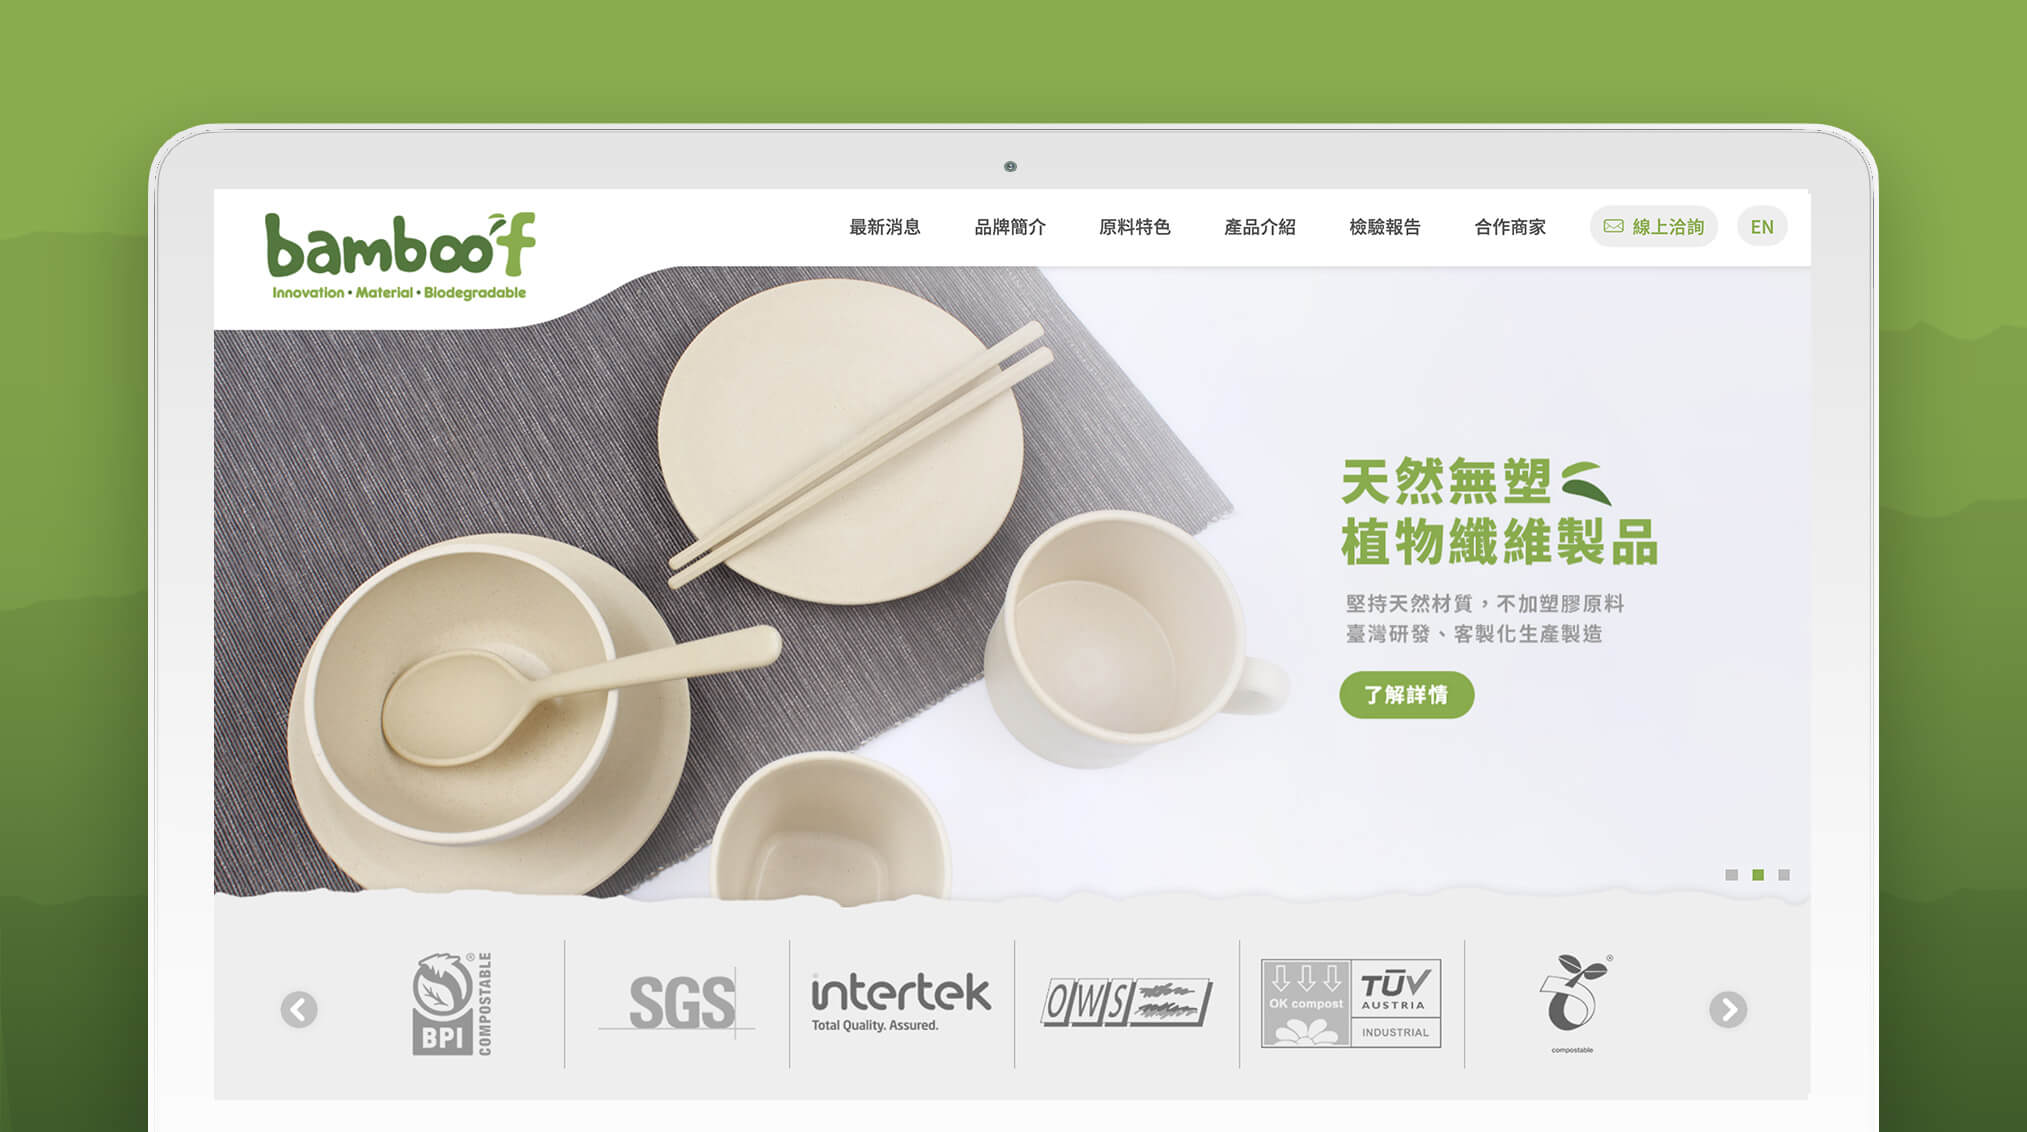 bamboo'f
Innovation • Material • Biodegradable
最新消息
品牌簡介
原料特色
產品介紹
檢驗報告
合作商家
線上洽詢
EN
天然無塑
植物纖維製品
堅持天然材質，不加塑膠原料
臺灣研發、客製化生產製造
了解詳情
BPI
COMPOSTABLE
®
SGS
intertek
Total Quality. Assured.
OWS
OK compost
TÜV
AUSTRIA
INDUSTRIAL
®
compostable